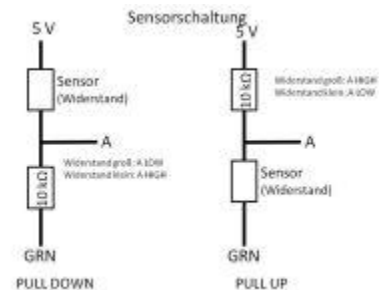 Sensorschaltung
5 V
Sensor
(Widerstand)
A
Widerstand groß: A LOW
Widerstand klein: A HIGH
10 kΩ
GRN
PULL DOWN
5 V
10 kΩ
Widerstand groß: A HIGH
Widerstand klein: A LOW
A
Sensor
(Widerstand)
GRN
PULL UP